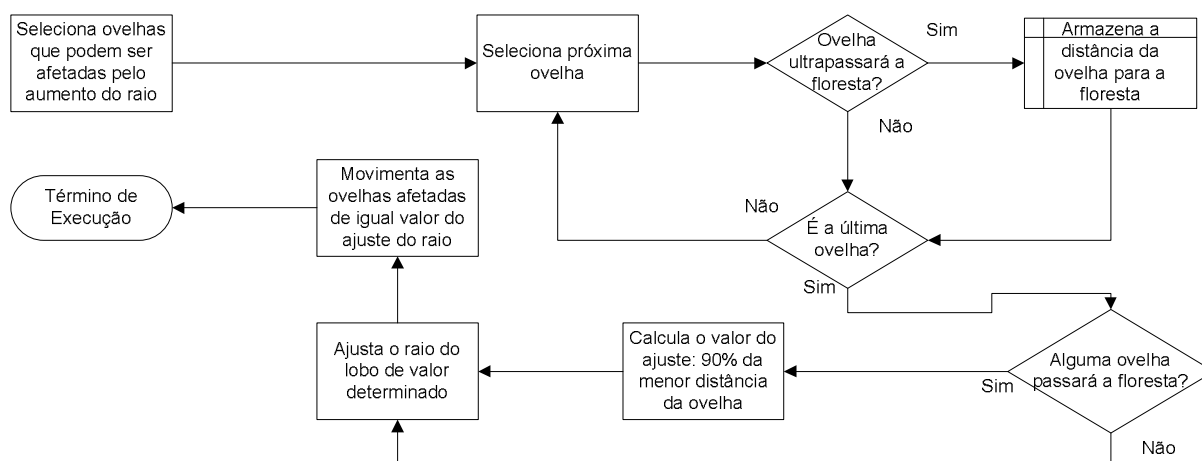 Seleciona ovelhas
que podem ser
afetadas pelo
aumento do raio
Seleciona próxima
ovelha
Ovelha
ultrapassará a
floresta?
Sim
Armazena a
distância da
ovelha para a
floresta
Não
Término de
Execução
Movimenta as
ovelhas afetadas
de igual valor do
ajuste do raio
Não
É a última
ovelha?
Sim
Ajusta o raio do
lobo de valor
determinado
Calcula o valor do
ajuste: 90% da
menor distância
da ovelha
Sim
Alguma ovelha
passará a floresta?
Não